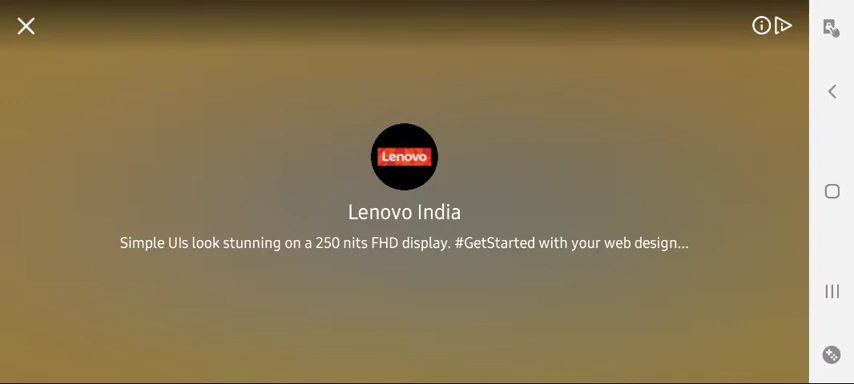 Lenovo
Lenovo India
Simple UIs look stunning on a 250 nits FHD display. #GetStarted with your web design...